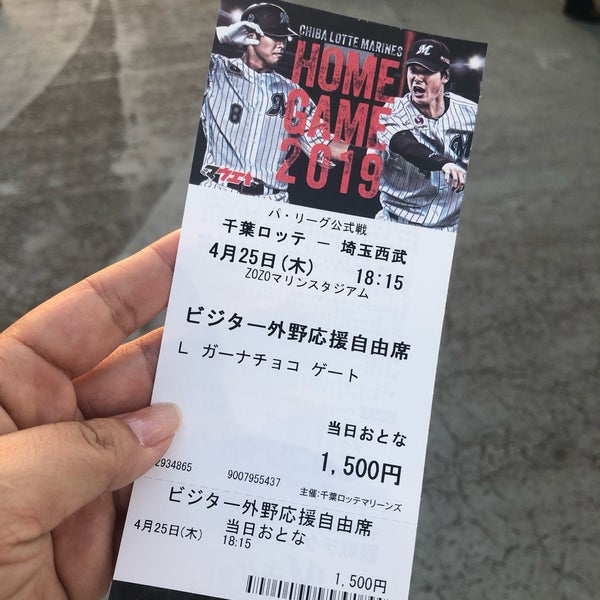 CHIBA LOTTE MARINES
HOME
GAME
2019
8
M
M
パ・リーグ公式戦
千葉ロッテ － 埼玉西武
4月25日(木) 18:15
ZOZOマリンスタジアム
ビジター外野応援自由席
L ガーナチョコ ゲート
当日おとな
1,500円
2934865 9007955437 主催:千葉ロッテマリーンズ
ビジター外野応援自由席
4月25日(木) 当日おとな
18:15
1,500円